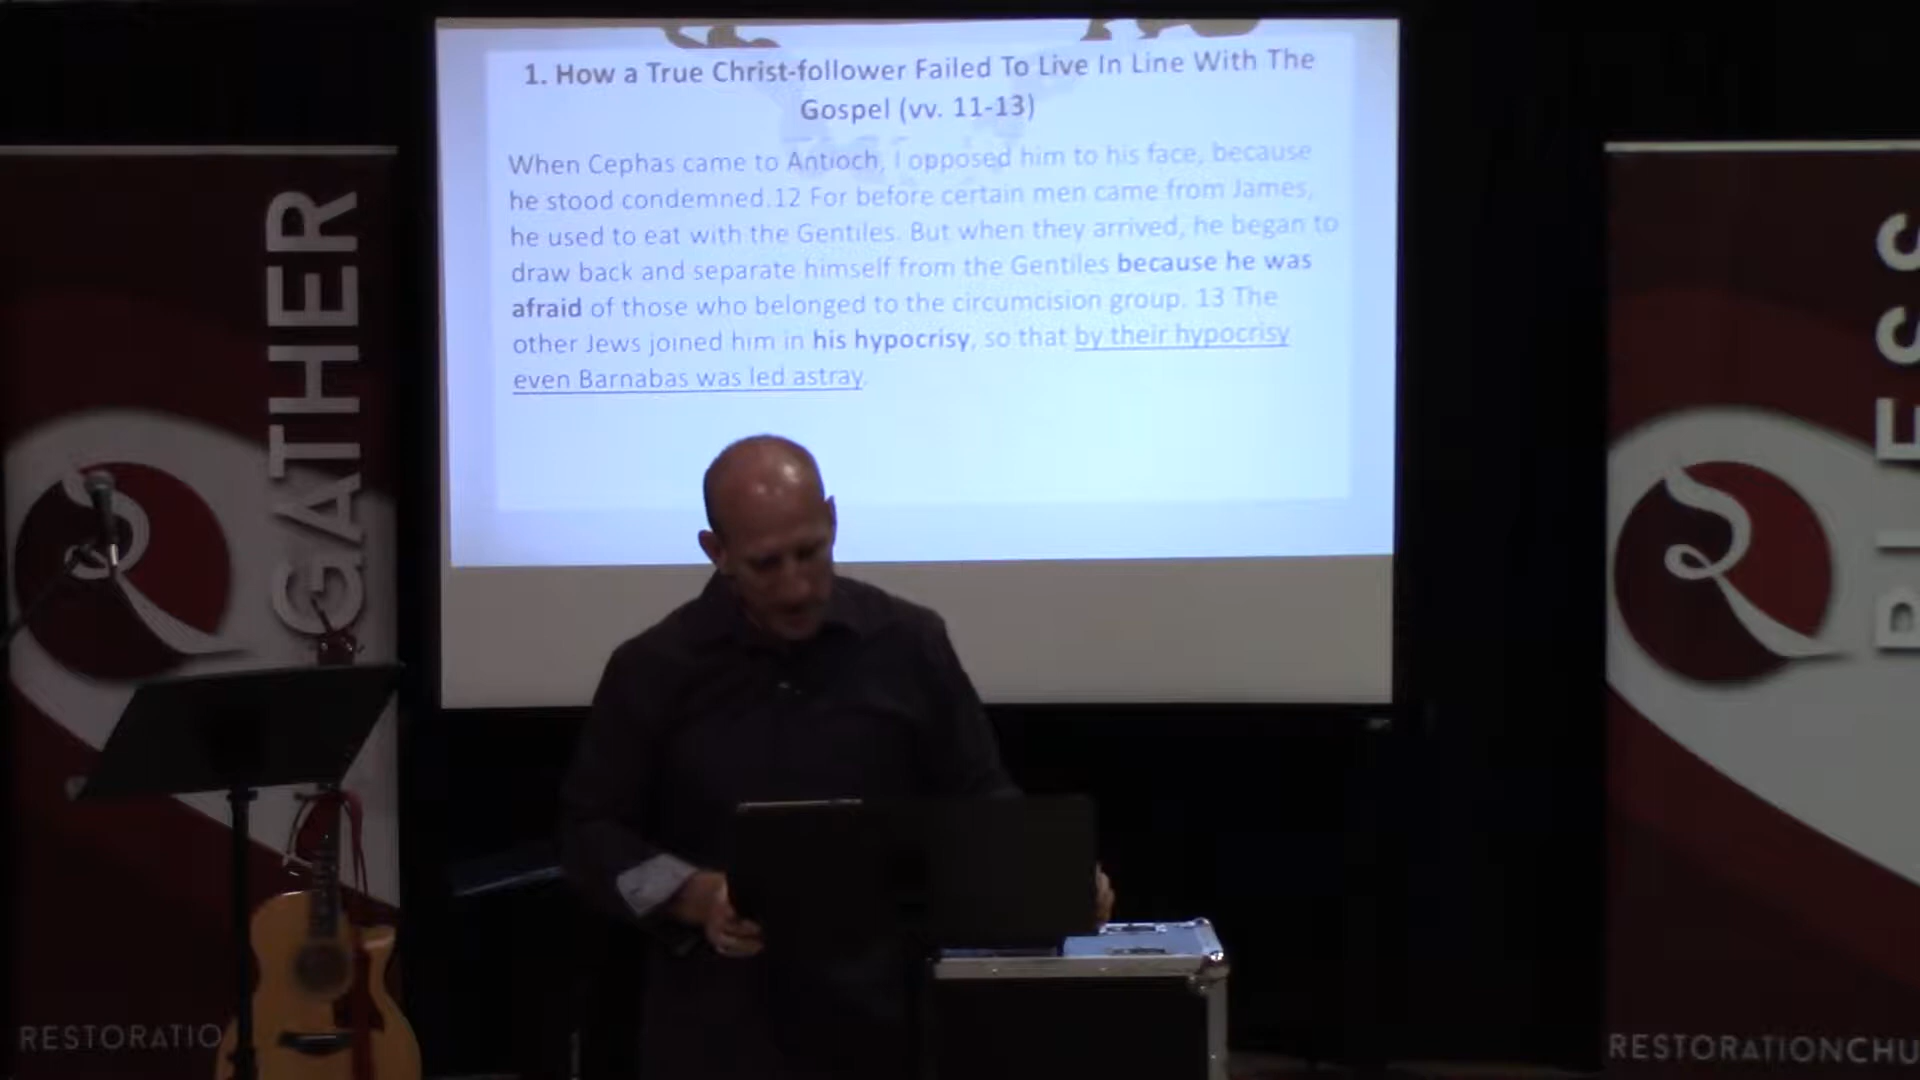 1. How a True Christ-follower Failed To Live In Line With The
Gospel (vv. 11-13)
When Cephas came to Antioch, I opposed him to his face, because
he stood condemned.12 For before certain men came from James,
he used to eat with the Gentiles. But when they arrived, he began to
draw back and separate himself from the Gentiles because he was
afraid of those who belonged to the circumcision group. 13 The
other Jews joined him in his hypocrisy, so that by their hypocrisy
even Barnabas was led astray.
GATHER
RESTORATIO
BLESS
RESTORATIONCHU